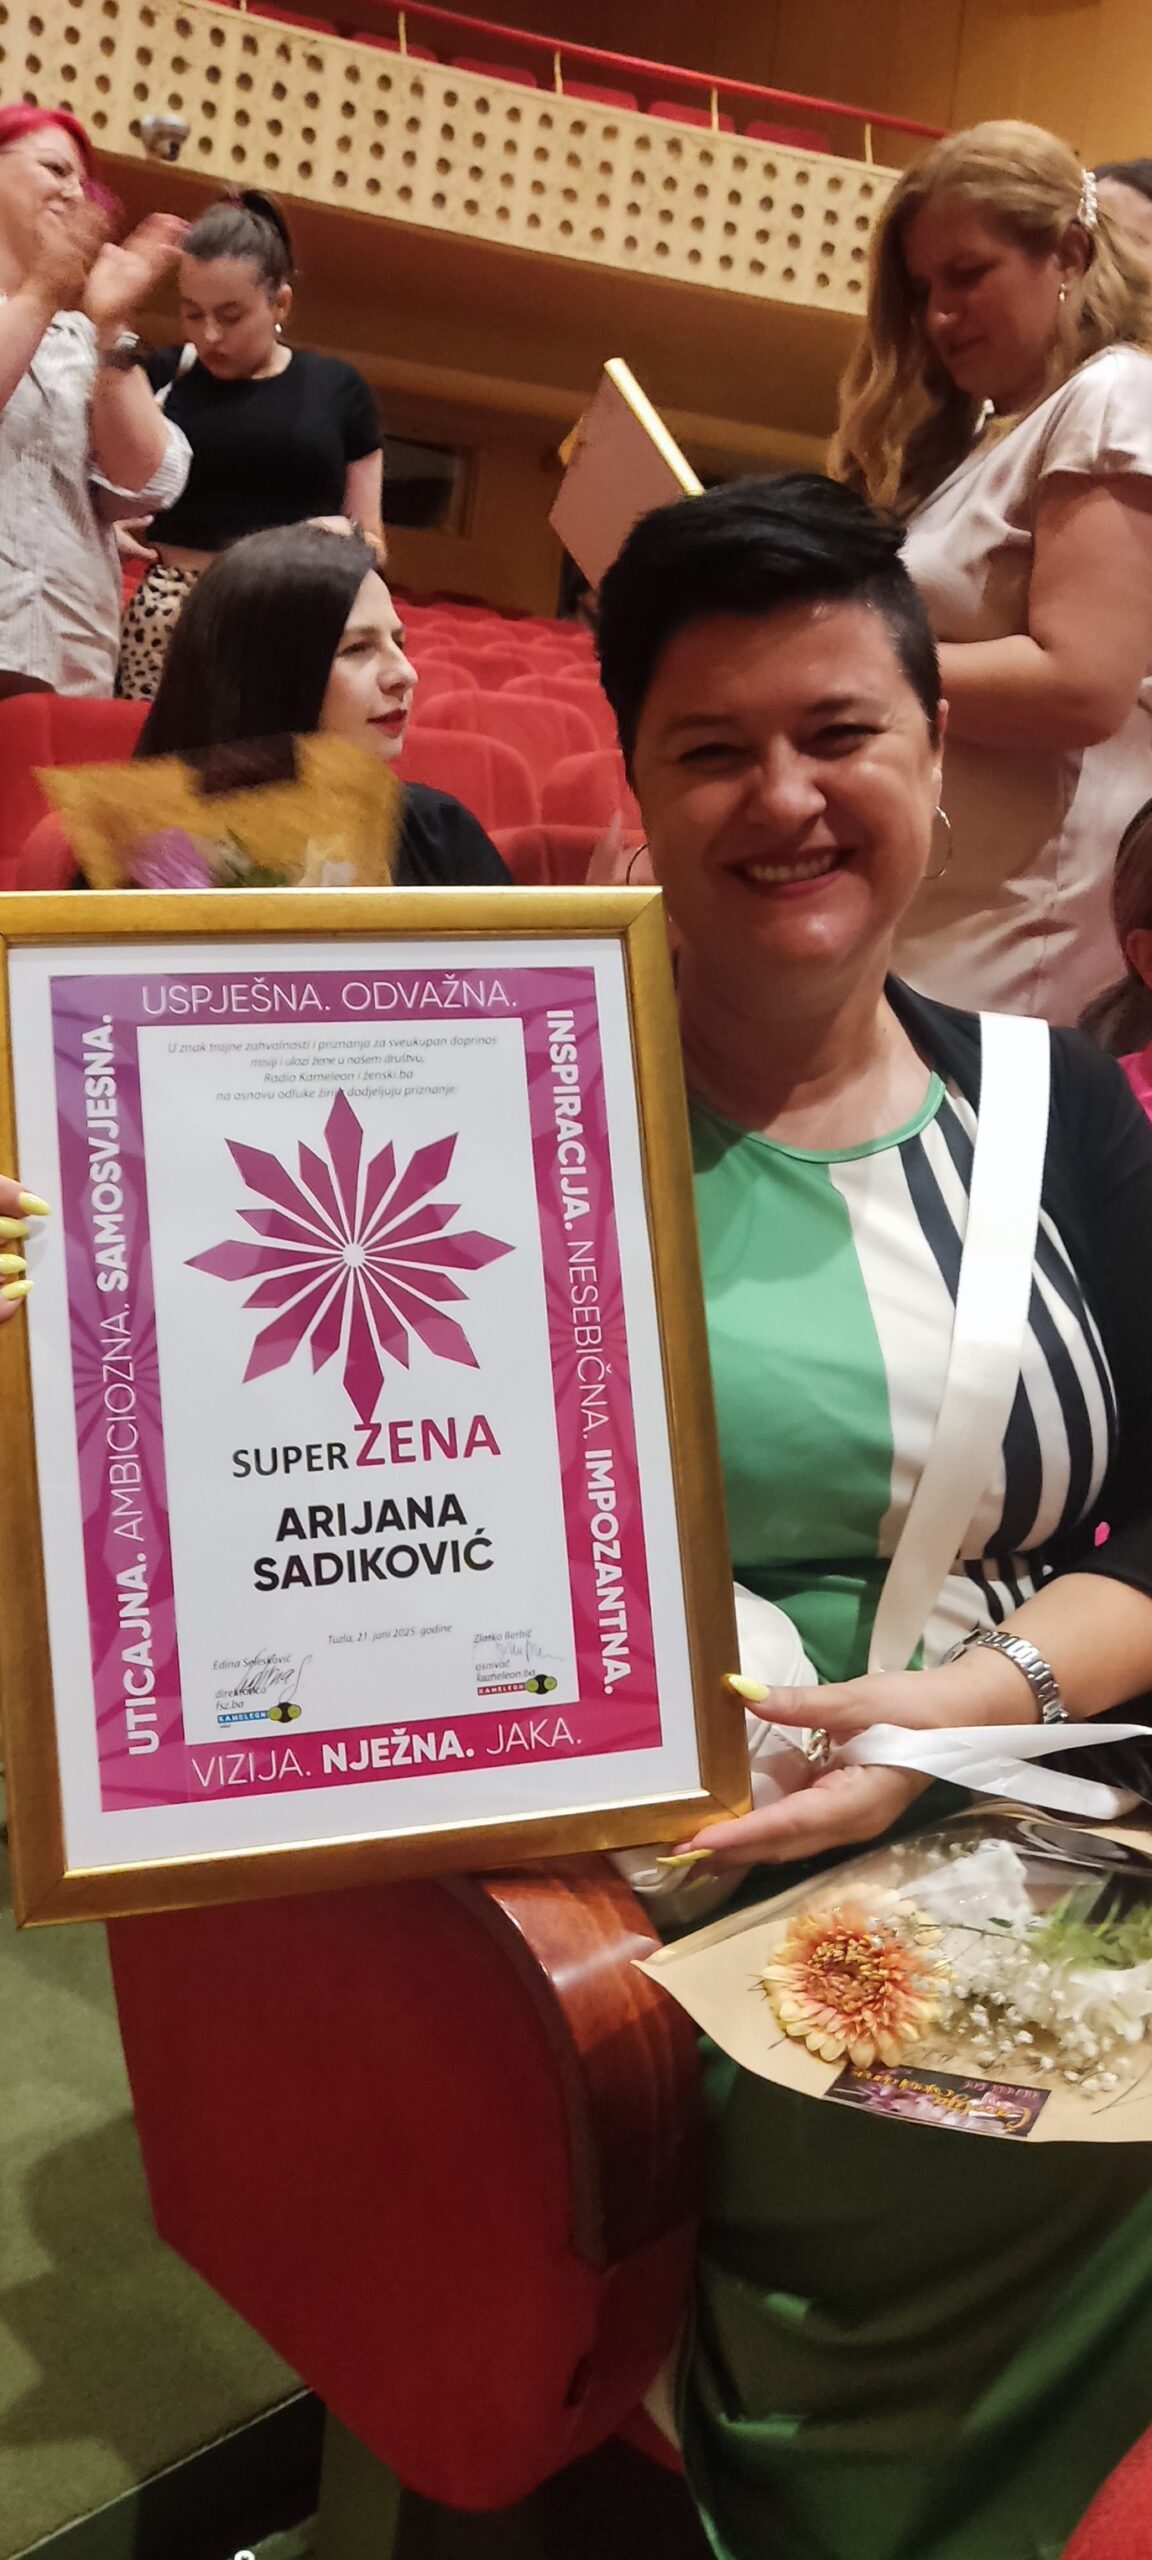 USPJEŠNA. ODVAŽNA.
UTICAJNA. AMBICIOZNA. SAMOSVJESNA.
INSPIRACIJA. NESEBIČNA. IMPOZANTNA.
U znak trajne zahvalnosti i priznanja za sveukupan doprinos
misiji i ulozi žene u našem društvu,
Radio Kameleon i ženski.ba
na osnovu odluke žirija dodjeljuju priznanje:
SUPER ŽENA
ARIJANA
SADIKOVIĆ
Tuzla, 21. juni 2025. godine
Edina Selesković
direktorica
fsz.ba
KAMELEON
Zlatko Berbić
osnivač
kameleon.ba
KAMELEON
VIZIJA. NJEŽNA. JAKA.